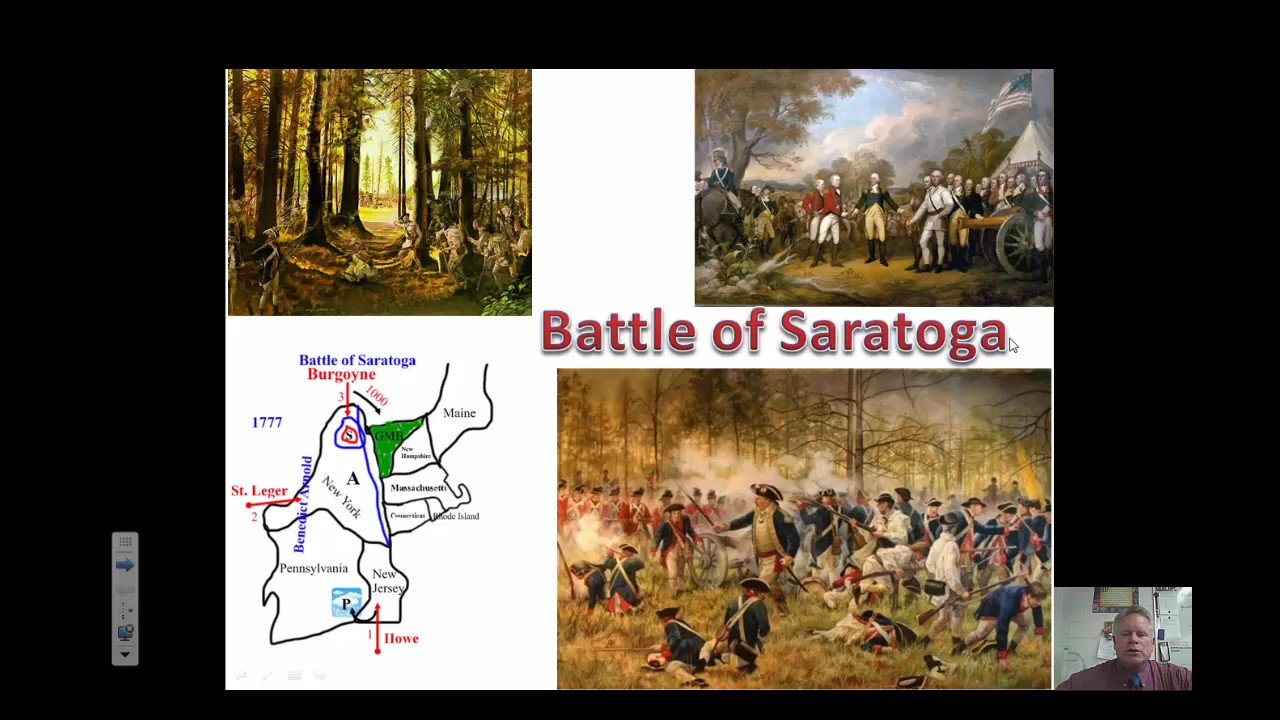 Battle of Saratoga
Battle of Saratoga
Burgoyne
3
1000
1777
Maine
S
GMB
New
Hampshire
A
New York
Massachusetts
St. Leger
2
Benedict Arnold
Connecticut
Rhode Island
Pennsylvania
New
Jersey
P
1
Howe